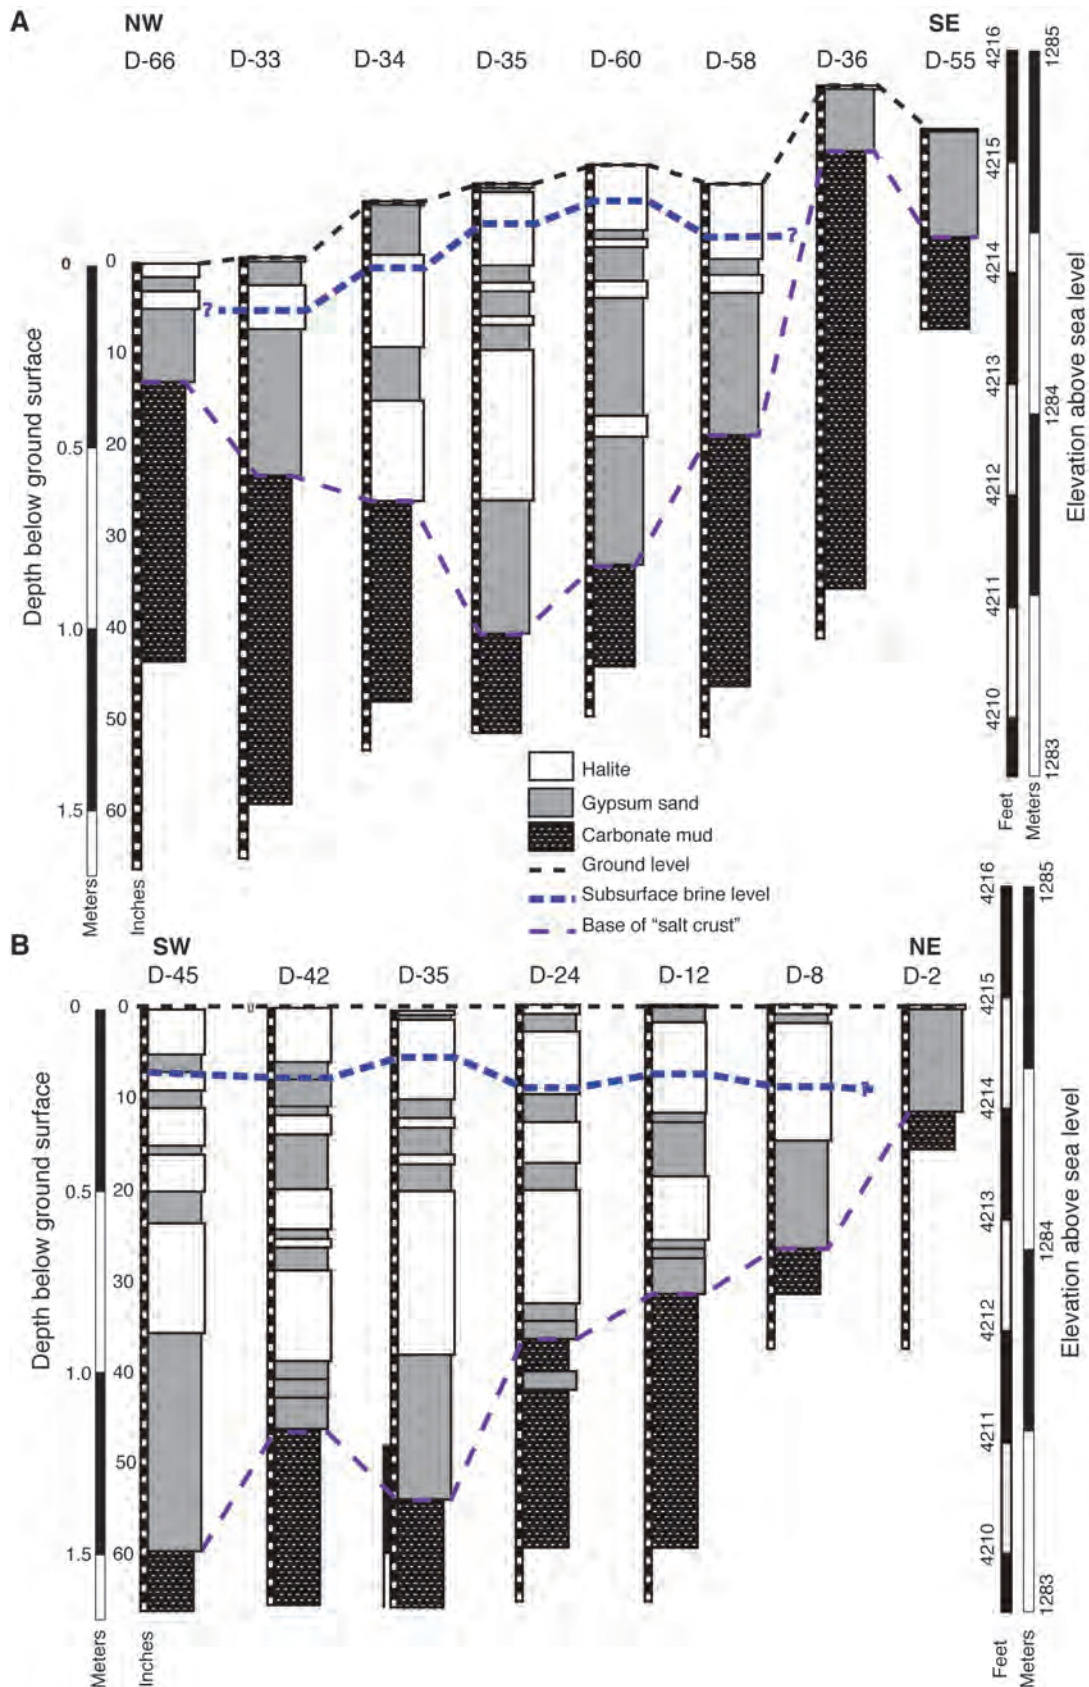 A
NW
SE
D-66 D-33 D-34 D-35 D-60 D-58 D-36 D-55
4216
4215
4214
4213
4212
4211
4210
Feet
1285
1284
1283
Meters
Elevation above sea level
0
0.5
1.0
1.5
Meters
Depth below ground surface
0
10
20
30
40
50
60
Inches
?
?
Halite
Gypsum sand
Carbonate mud
Ground level
Subsurface brine level
Base of “salt crust”
B
SW
NE
D-45 D-42 D-35 D-24 D-12 D-8 D-2
4216
4215
4214
4213
4212
4211
4210
Feet
1285
1284
1283
Meters
Elevation above sea level
0
0.5
1.0
1.5
Meters
Depth below ground surface
0
10
20
30
40
50
60
Inches
?